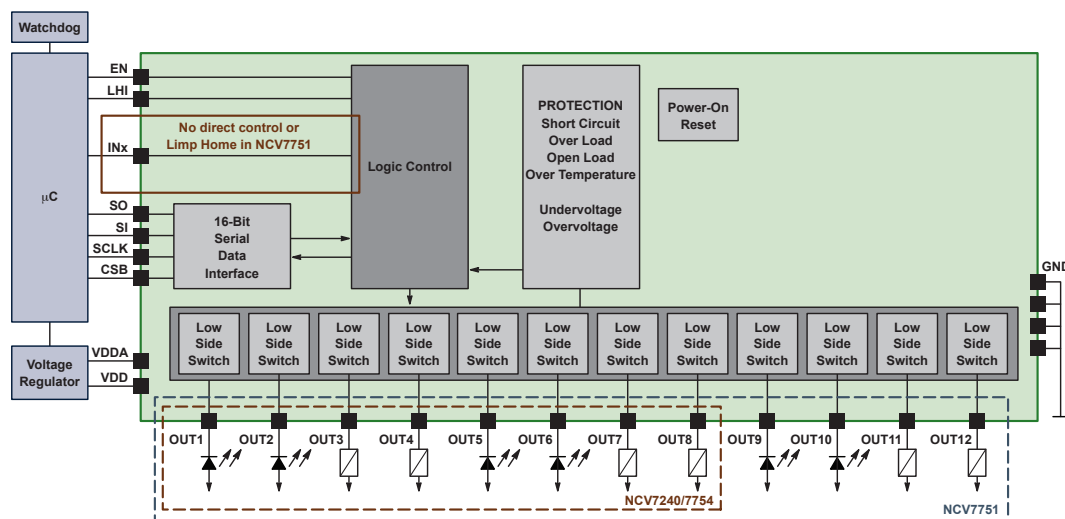 Watchdog
EN
LHI
INx
SO
SI
SCLK
CSB
VDDA
VDD
µC
Voltage
Regulator
No direct control or
Limp Home in NCV7751
Logic Control
16-Bit
Serial
Data
Interface
PROTECTION
Short Circuit
Over Load
Open Load
Over Temperature
Undervoltage
Overvoltage
Power-On
Reset
GND
Low
Side
Switch
Low
Side
Switch
Low
Side
Switch
Low
Side
Switch
Low
Side
Switch
Low
Side
Switch
Low
Side
Switch
Low
Side
Switch
Low
Side
Switch
Low
Side
Switch
Low
Side
Switch
Low
Side
Switch
OUT1
OUT2
OUT3
OUT4
OUT5
OUT6
OUT7
OUT8
OUT9
OUT10
OUT11
OUT12
NCV7240/7754
NCV7751